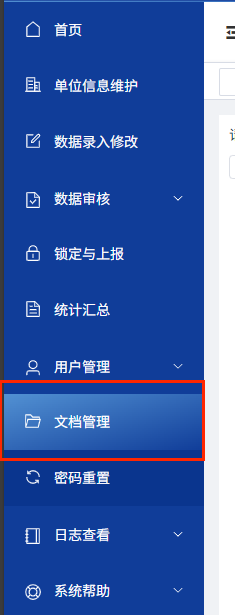 首页
单位信息维护
数据录入修改
数据审核
锁定与上报
统计汇总
用户管理
文档管理
密码重置
日志查看
系统帮助